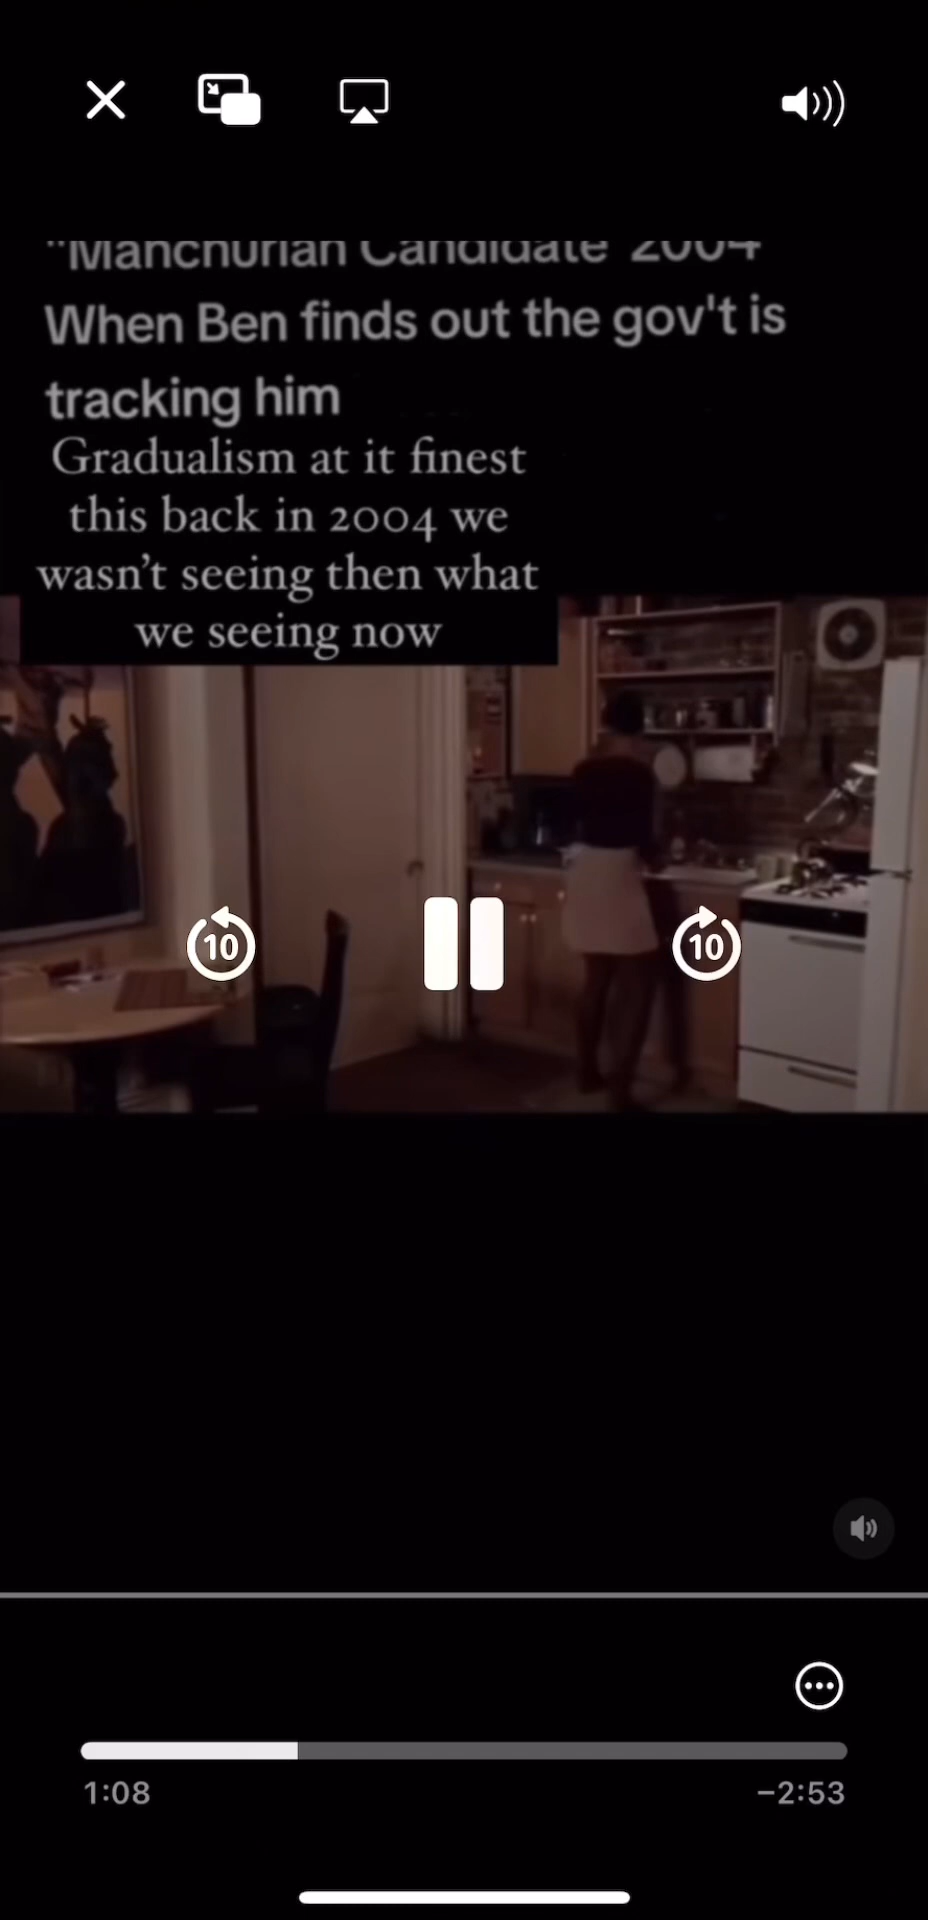 "Manchurian Candidate" 2004
When Ben finds out the gov't is
tracking him
Gradualism at it finest
this back in 2004 we
wasn't seeing then what
we seeing now
10
10
1:08
−2:53